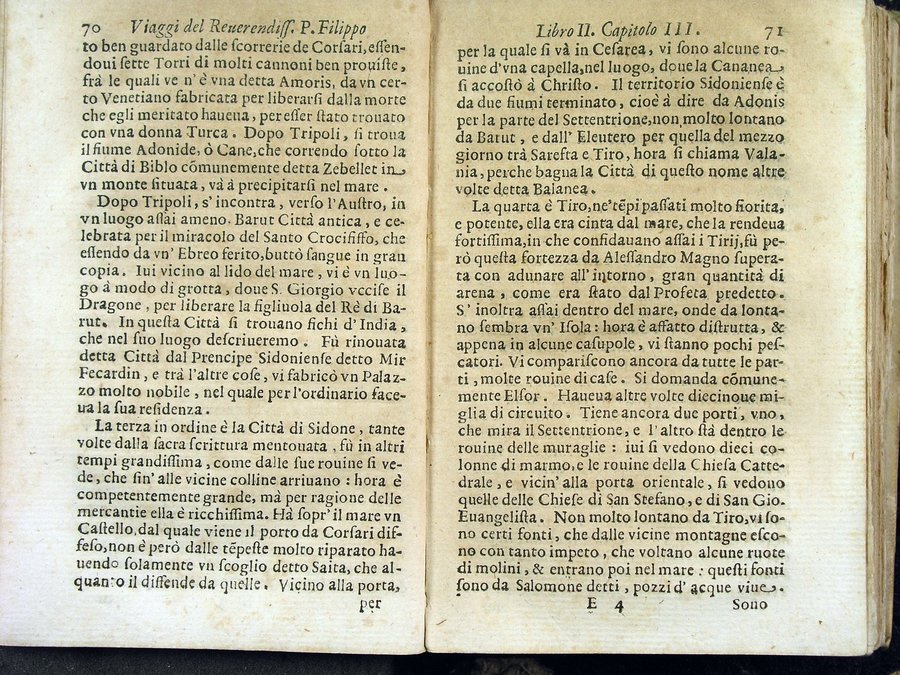 70 Viaggi del Reuerendiſſ. P. Filippo
to ben guardato dalle ſcorrerie de Corſari, eſſen-
doui ſette Torri di molti cannoni ben prouiſte,
frà le quali ve n'è vna detta Amoris, da vn cer-
to Venetiano fabricata per liberarſi dalla morte
che egli meritato haueua, per eſſer ſtato trouato
con vna donna Turca. Dopo Tripoli, ſi troua
il fiume Adonide, ò Cane, che correndo ſotto la
Città di Biblo cõmunemente detta Zebellet in
vn monte ſituata, và à precipitarſi nel mare.
Dopo Tripoli, s'incontra, verſo l'Auſtro, in
vn luogo aſſai ameno. Barut Città antica, e ce-
lebrata per il miracolo del Santo Crocifiſſo, che
eſſendo da vn' Ebreo ferito, buttò ſangue in gran
copia. Iui vicino al lido del mare, vi è vn luo-
go à modo di grotta, doue S. Giorgio vcciſe il
Dragone, per liberare la figliuola del Rè di Ba-
rut. In queſta Città ſi trouano fichi d'India,
che nel ſuo luogo deſcriueremo. Fù rinouata
detta Città dal Prencipe Sidonienſe detto Mir
Fecardin, e trà l'altre coſe, vi fabricò vn Palaz-
zo molto nobile, nel quale per l'ordinario face-
ua la ſua reſidenza.
La terza in ordine è la Città di Sidone, tante
volte dalla ſacra ſcrittura mentouata, fù in altri
tempi grandiſſima, come dalle ſue rouine ſi ve-
de, che ſin' alle vicine colline arriuano: hora è
competentemente grande, mà per ragione delle
mercantie ella è ricchiſſima. Hà sopr'il mare vn
Caſtello, dal quale viene il porto da Corſari dif-
feſo, non è però dalle tẽpeſte molto riparato ha-
uendo ſolamente vn ſcoglio detto Saita, che al-
quanto il diffende da quelle. Vicino alla porta,
per
Libro II. Capitolo III. 71
per la quale ſi và in Ceſarea, vi ſono alcune ro-
uine d'vna capella, nel luogo, doue la Cananea
ſi accoſtò à Chriſto. Il territorio Sidonienſe è
da due fiumi terminato, cioè à dire da Adonis
per la parte del Settentrione, non molto lontano
da Barut, e dall' Eleutero per quella del mezzo
giorno trà Sarefta e Tiro, hora ſi chiama Vala-
nia, perche bagna la Città di queſto nome altre
volte detta Balanea.
La quarta è Tiro, ne'tẽpi paſſati molto fiorita,
e potente, ella era cinta dal mare, che la rendeua
fortiſſima, in che confidauano aſſai i Tirij, fù pe-
rò queſta fortezza da Aleſſandro Magno ſupera-
ta con adunare all'intorno, gran quantità di
arena, come era ſtato dal Profeta predetto.
S'inoltra aſſai dentro del mare, onde da lonta-
no ſembra vn' Iſola: hora è affatto diſtrutta, &
appena in alcune caſupole, vi ſtanno pochi peſ-
catori. Vi compariſcono ancora da tutte le par-
ti, molte rouine di caſe. Si domanda cõmune-
mente Elſor. Haueua altre volte diecinoue mi-
glia di circuito. Tiene ancora due porti, vno,
che mira il Settentrione, e l'altro ſtà dentro le
rouine delle muraglie: iui ſi vedono dieci co-
lonne di marmo, e le rouine della Chieſa Catte-
drale, e vicin'alla porta orientale, ſi vedono
quelle delle Chieſe di San Stefano, e di San Gio.
Euangeliſta. Non molto lontano da Tiro, vi ſo-
no certi fonti, che dalle vicine montagne eſco-
no con tanto impeto, che voltano alcune ruote
di molini, & entrano poi nel mare: queſti fonti
ſono da Salomone detti, pozzi d'acque viue.
E 4 Sono